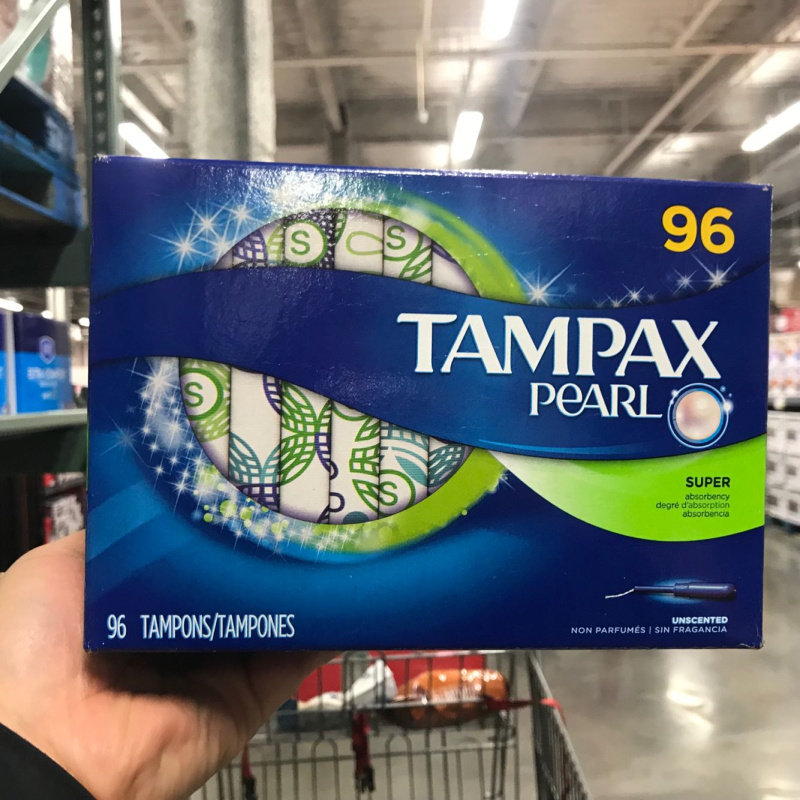 96
S
S
TAMPAX
PEARL
S
SUPER
absorbency
degré d'absorption
absorbencia
S
96 TAMPONS/TAMPONES
UNSCENTED
NON PARFUMÉS | SIN FRAGANCIA